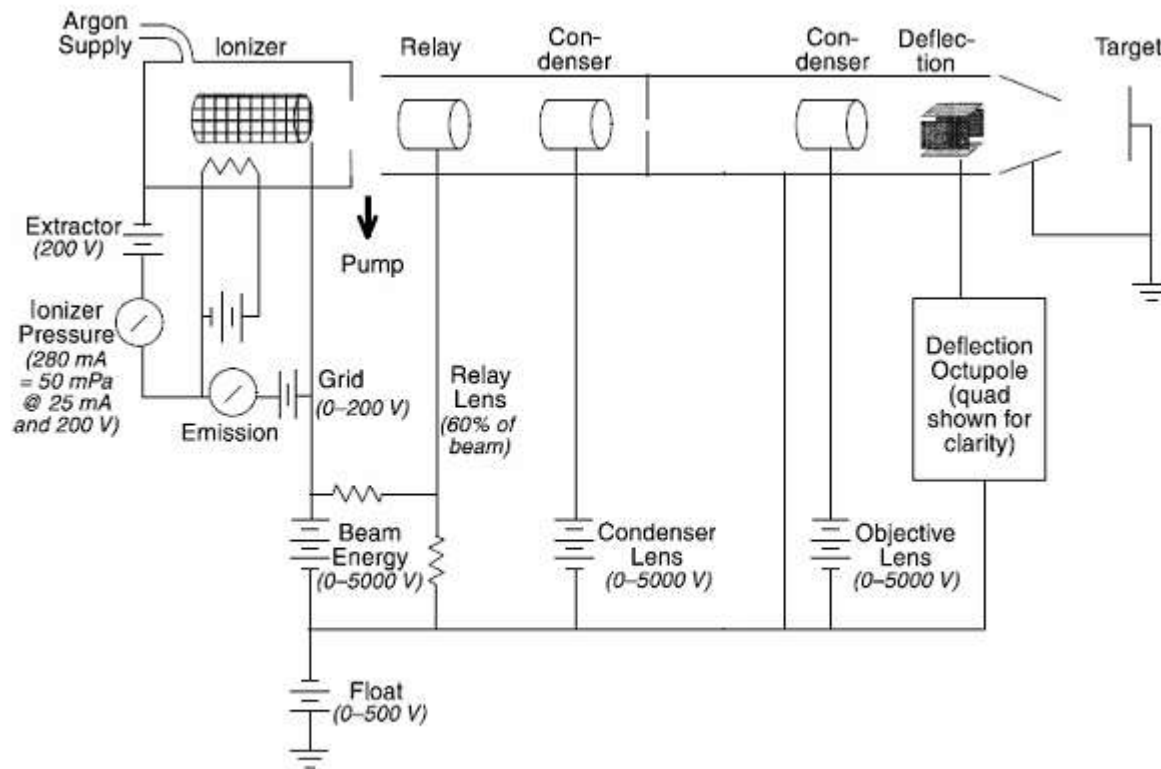 Argon
Supply
Ionizer
Relay
Con-
denser
Con-
denser
Deflec-
tion
Target
Extractor
(200 V)
Pump
Ionizer
Pressure
(280 mA
= 50 mPa
@ 25 mA
and 200 V)
Emission
Grid
(0–200 V)
Relay
Lens
(60% of
beam)
Deflection
Octupole
(quad
shown for
clarity)
Beam
Energy
(0–5000 V)
Condenser
Lens
(0–5000 V)
Objective
Lens
(0–5000 V)
Float
(0–500 V)